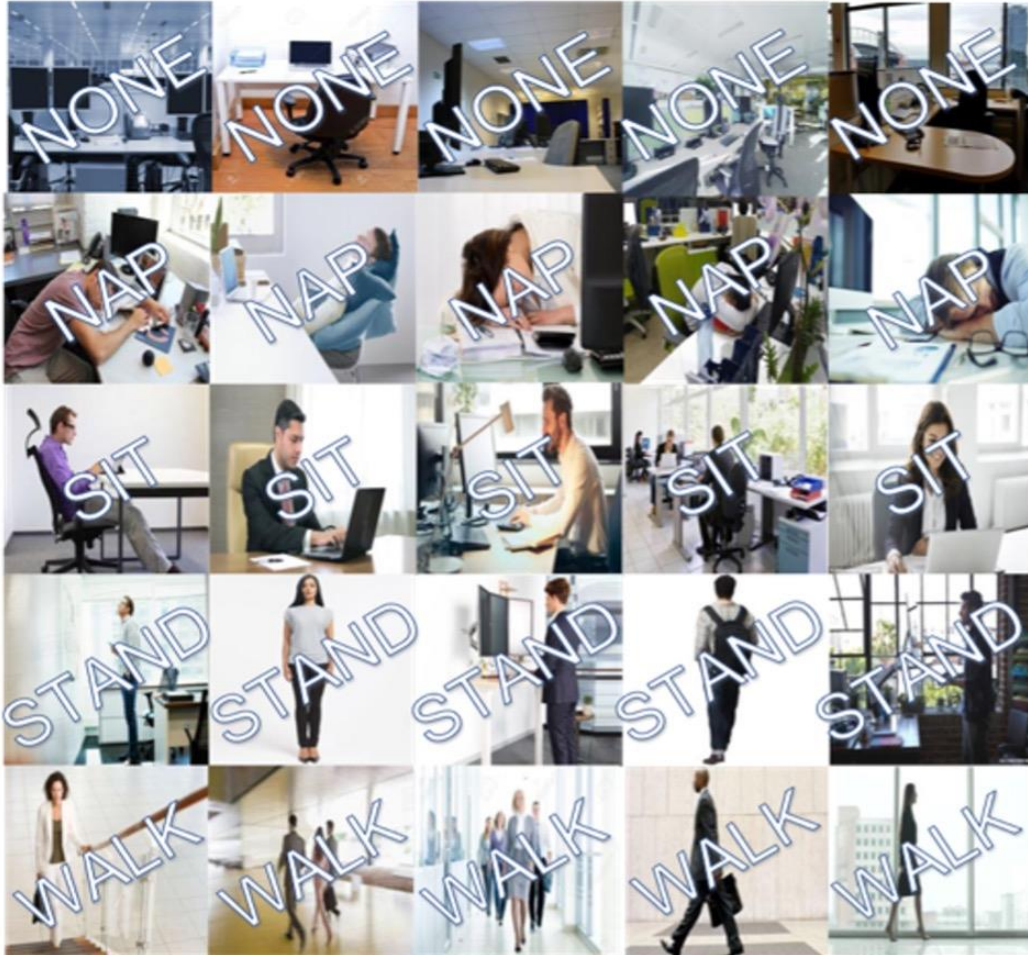 NONE NONE NONE NONE NONE
NAP NAP NAP NAP NAP
SIT SIT SIT SIT SIT
STAND STAND STAND STAND STAND
WALK WALK WALK WALK WALK